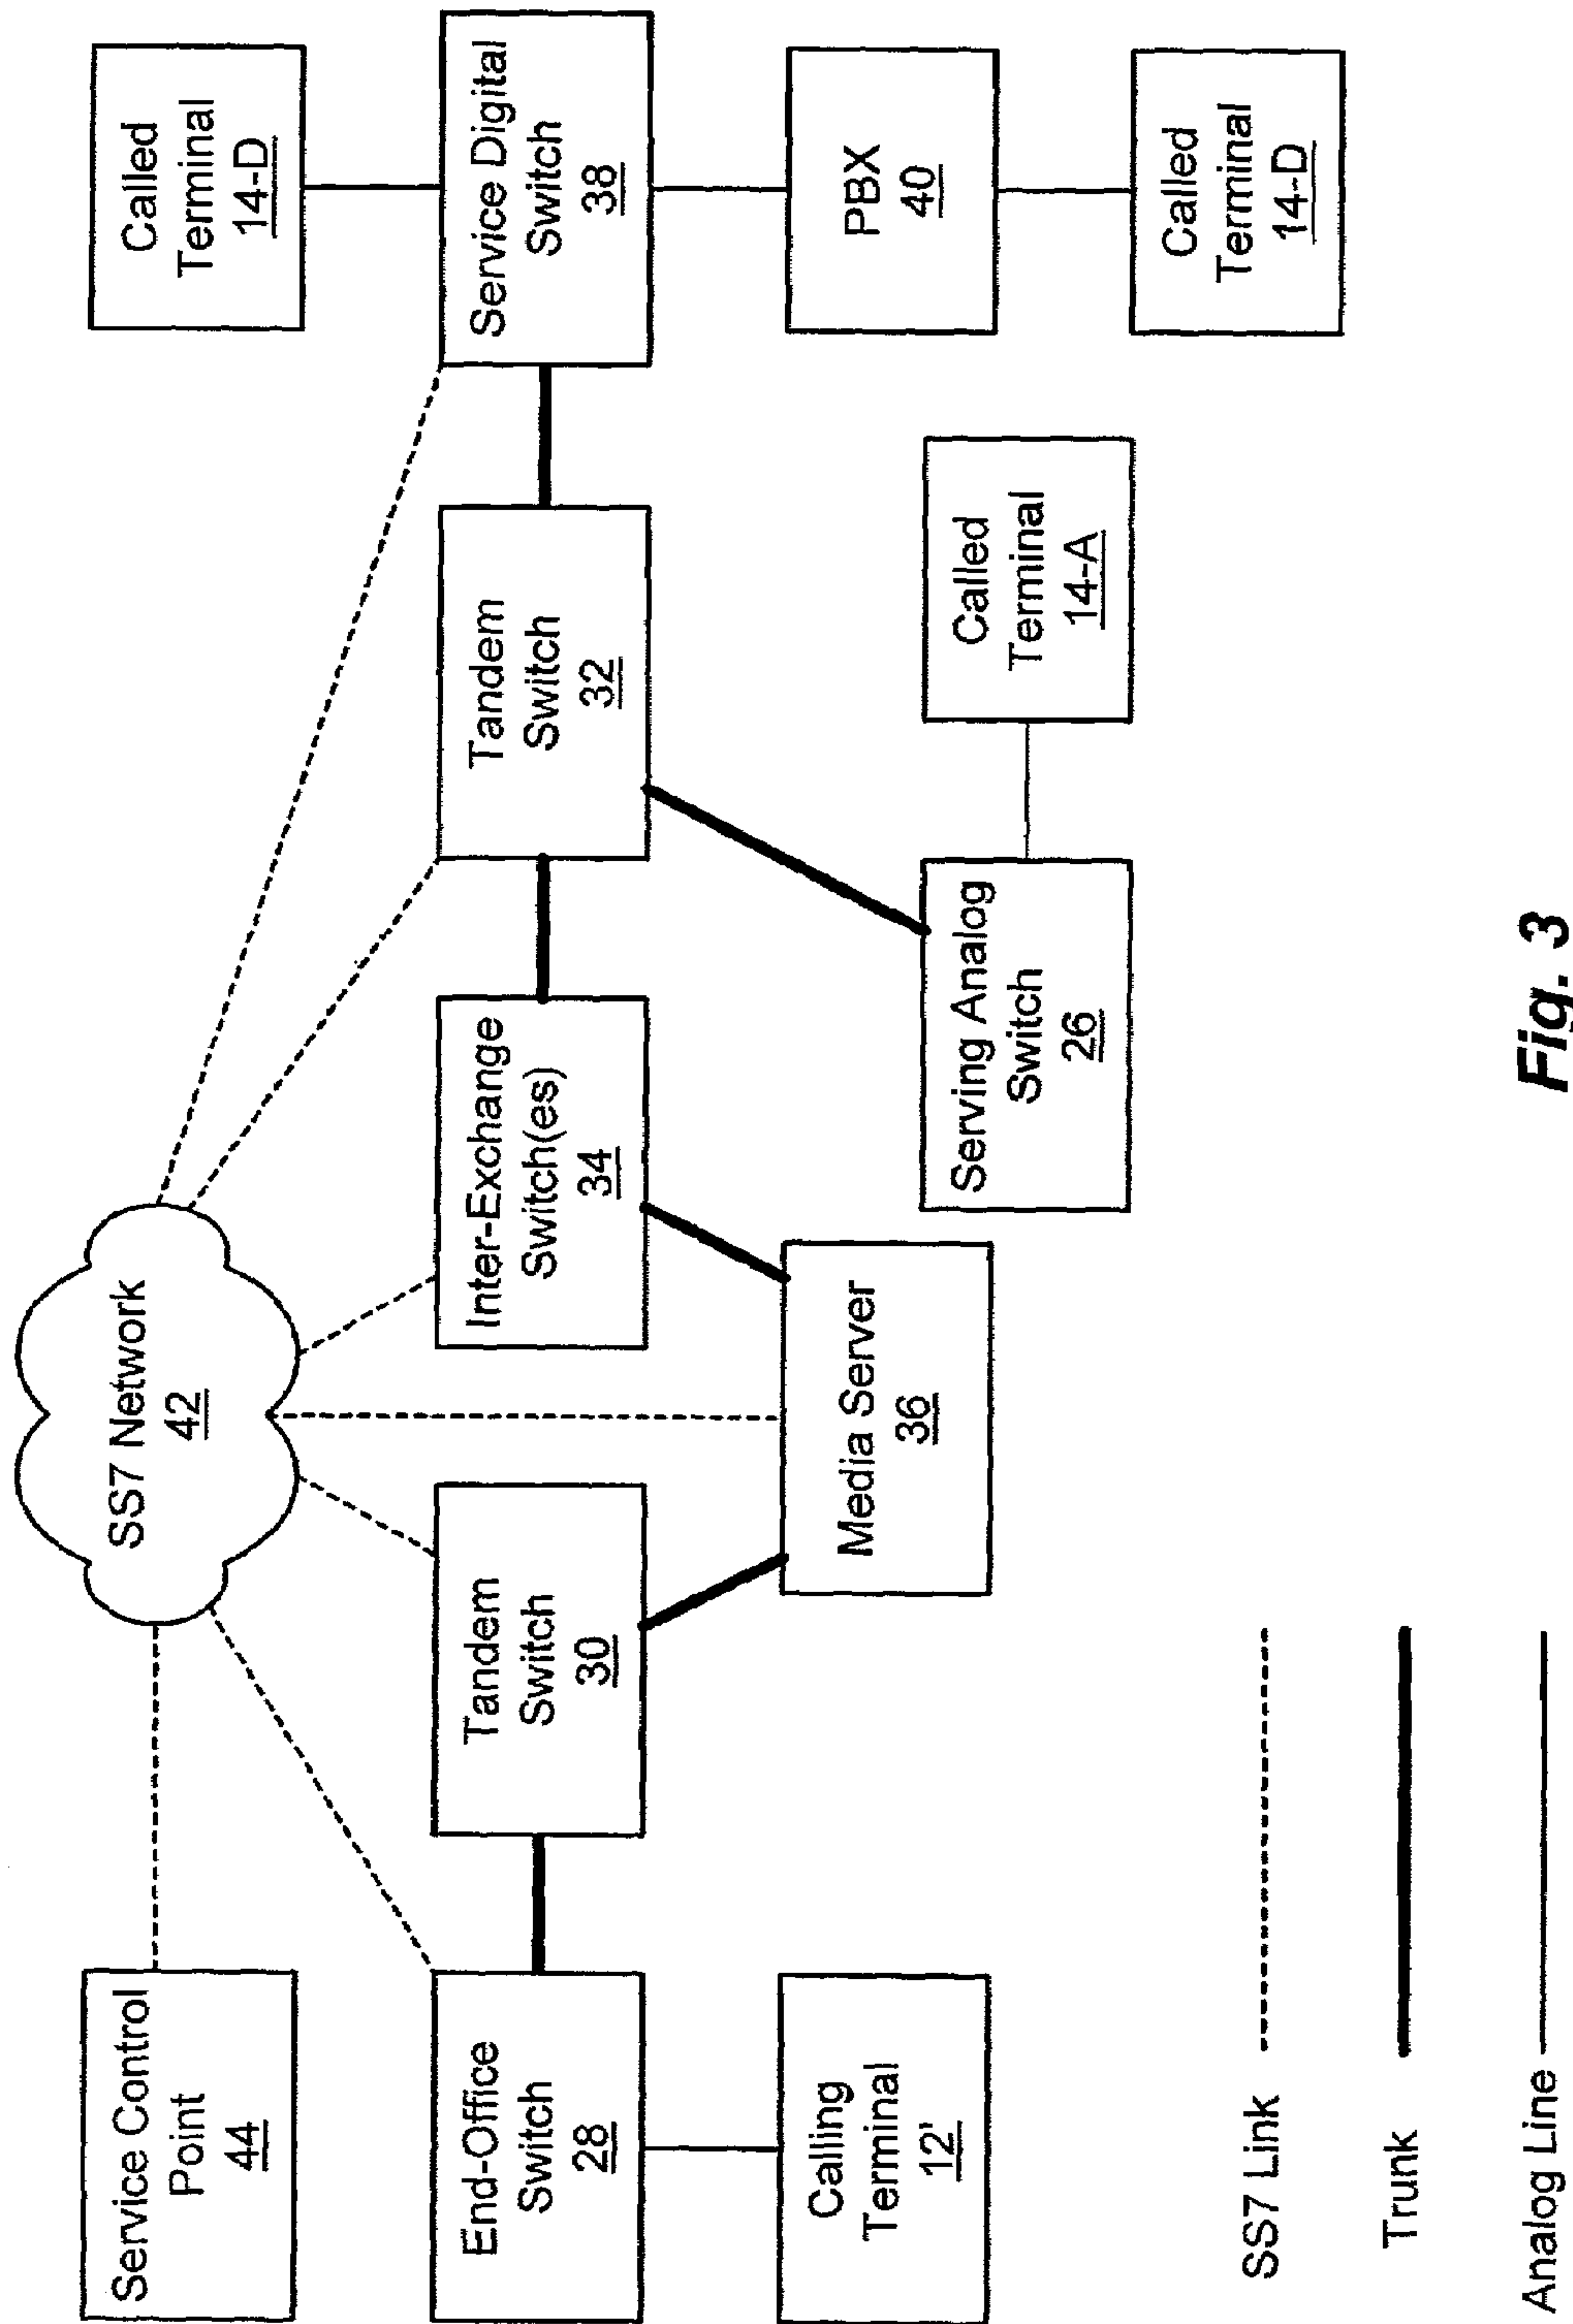 SS7 Network
42
Service Control
Point
44
Called
Terminal
14-D
End-Office
Switch
28
Tandem
Switch
30
Inter-Exchange
Switch(es)
34
Tandem
Switch
32
Service Digital
Switch
38
Calling
Terminal
12'
Media Server
36
Serving Analog
Switch
26
Called
Terminal
14-A
PBX
40
Called
Terminal
14-D
SS7 Link
Trunk
Analog Line
Fig. 3